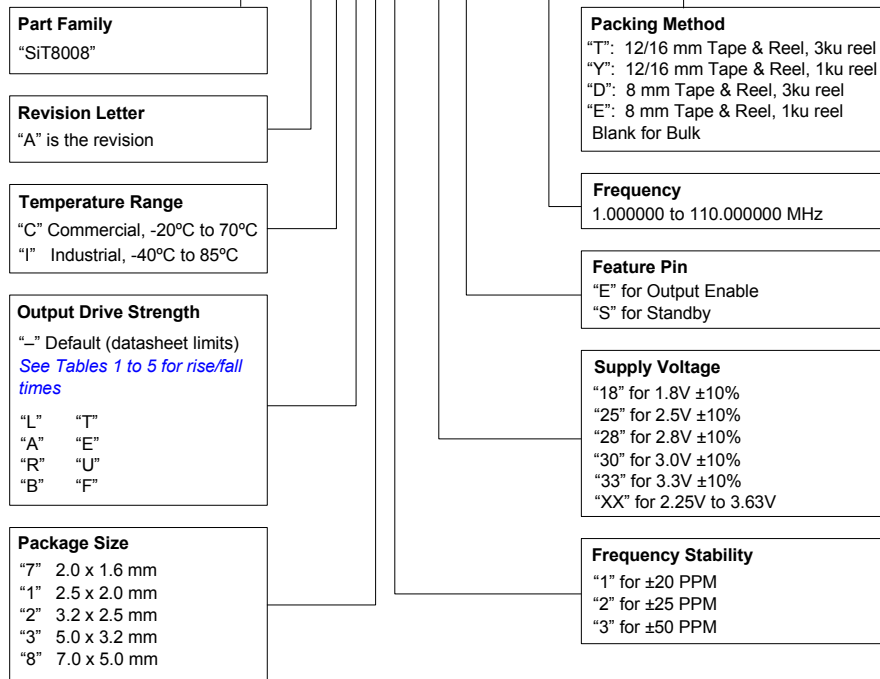 Part Family
“SiT8008”
Revision Letter
“A” is the revision
Temperature Range
“C” Commercial, -20ºC to 70ºC
“I” Industrial, -40ºC to 85ºC
Output Drive Strength
“–” Default (datasheet limits)
See Tables 1 to 5 for rise/fall
times
“L” “T”
“A” “E”
“R” “U”
“B” “F”
Package Size
“7” 2.0 x 1.6 mm
“1” 2.5 x 2.0 mm
“2” 3.2 x 2.5 mm
“3” 5.0 x 3.2 mm
“8” 7.0 x 5.0 mm
Packing Method
“T”: 12/16 mm Tape & Reel, 3ku reel
“Y”: 12/16 mm Tape & Reel, 1ku reel
“D”: 8 mm Tape & Reel, 3ku reel
“E”: 8 mm Tape & Reel, 1ku reel
Blank for Bulk
Frequency
1.000000 to 110.000000 MHz
Feature Pin
“E” for Output Enable
“S” for Standby
Supply Voltage
“18” for 1.8V ±10%
“25” for 2.5V ±10%
“28” for 2.8V ±10%
“30” for 3.0V ±10%
“33” for 3.3V ±10%
“XX” for 2.25V to 3.63V
Frequency Stability
“1” for ±20 PPM
“2” for ±25 PPM
“3” for ±50 PPM